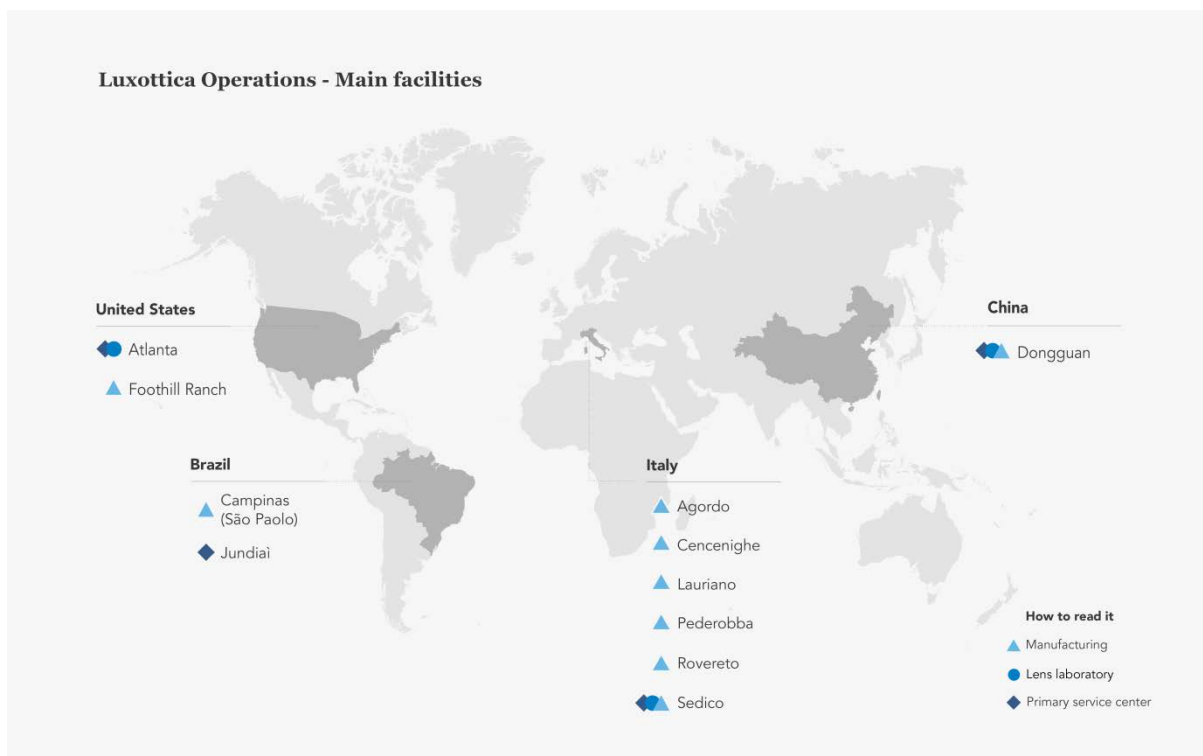 Luxottica Operations - Main facilities
United States
Atlanta
Foothill Ranch
Brazil
Campinas
(São Paolo)
Jundiaì
Italy
Agordo
Cencenighe
Lauriano
Pederobba
Rovereto
Sedico
China
Dongguan
How to read it
Manufacturing
Lens laboratory
Primary service center